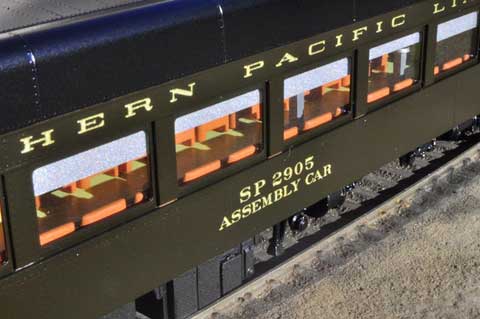 HERN PACIFIC LI
SP 2905
ASSEMBLY CAR